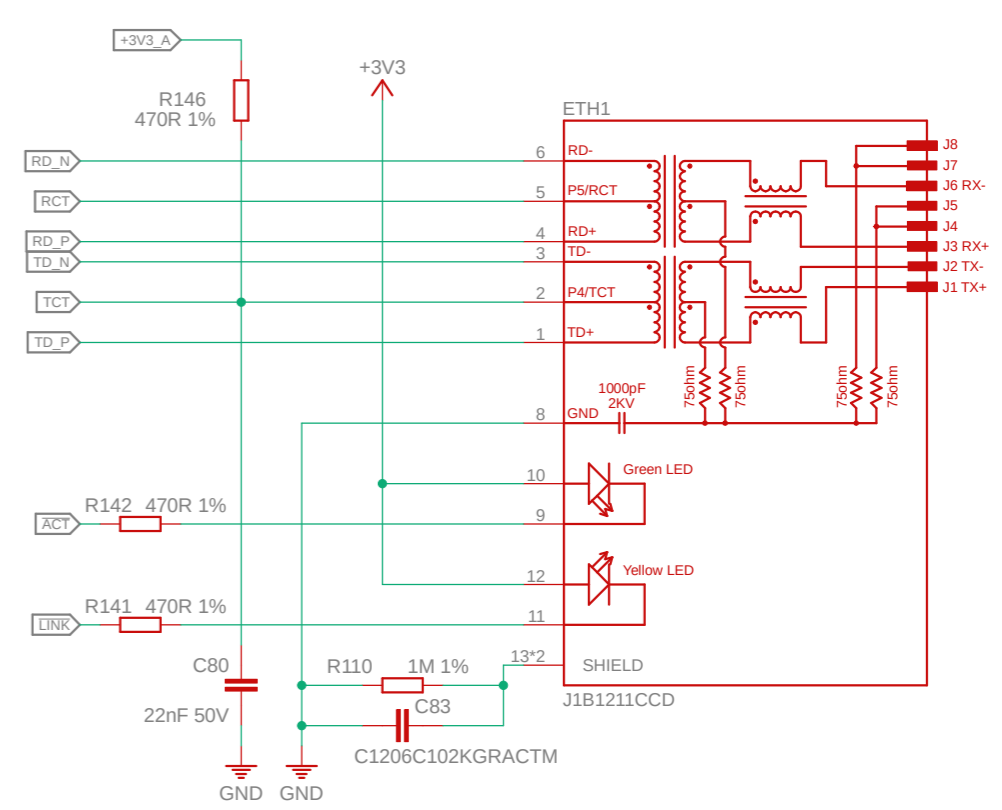 +3V3_A
+3V3
R146
470R 1%
ETH1
RD_N
6
RD-
J8
J7
J6 RX-
RCT
5
P5/RCT
J5
J4
RD_P
4
RD+
J3 RX+
TD_N
3
TD-
J2 TX-
TCT
2
P4/TCT
J1 TX+
TD_P
1
TD+
75ohm
75ohm
75ohm
75ohm
1000pF
2KV
8
GND
10
Green LED
R142 470R 1%
ACT
9
12
Yellow LED
R141 470R 1%
LINK
11
13*2
SHIELD
C80
R110 1M 1%
J1B1211CCD
22nF 50V
C83
C1206C102KGRACTM
GND
GND